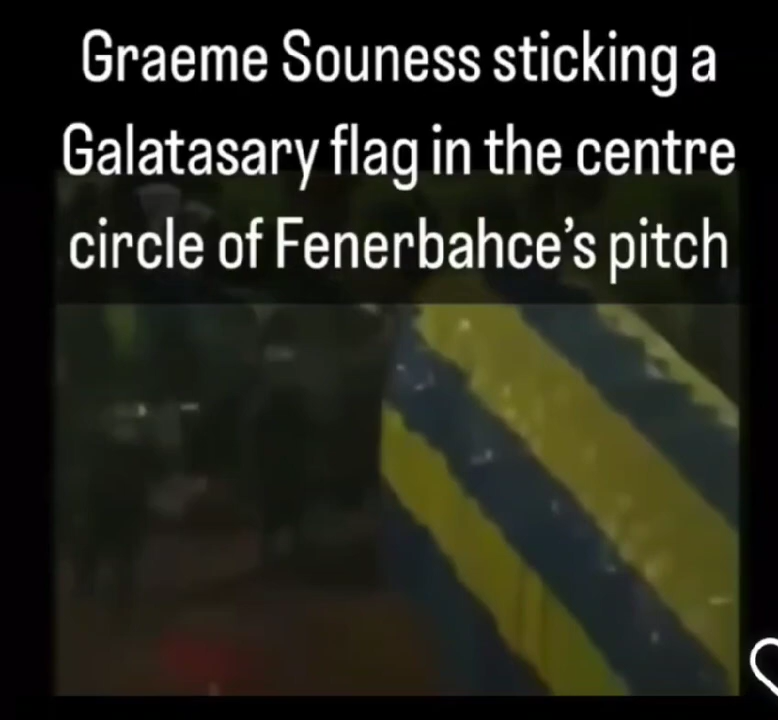 Graeme Souness sticking a
Galatasary flag in the centre
circle of Fenerbahce’s pitch